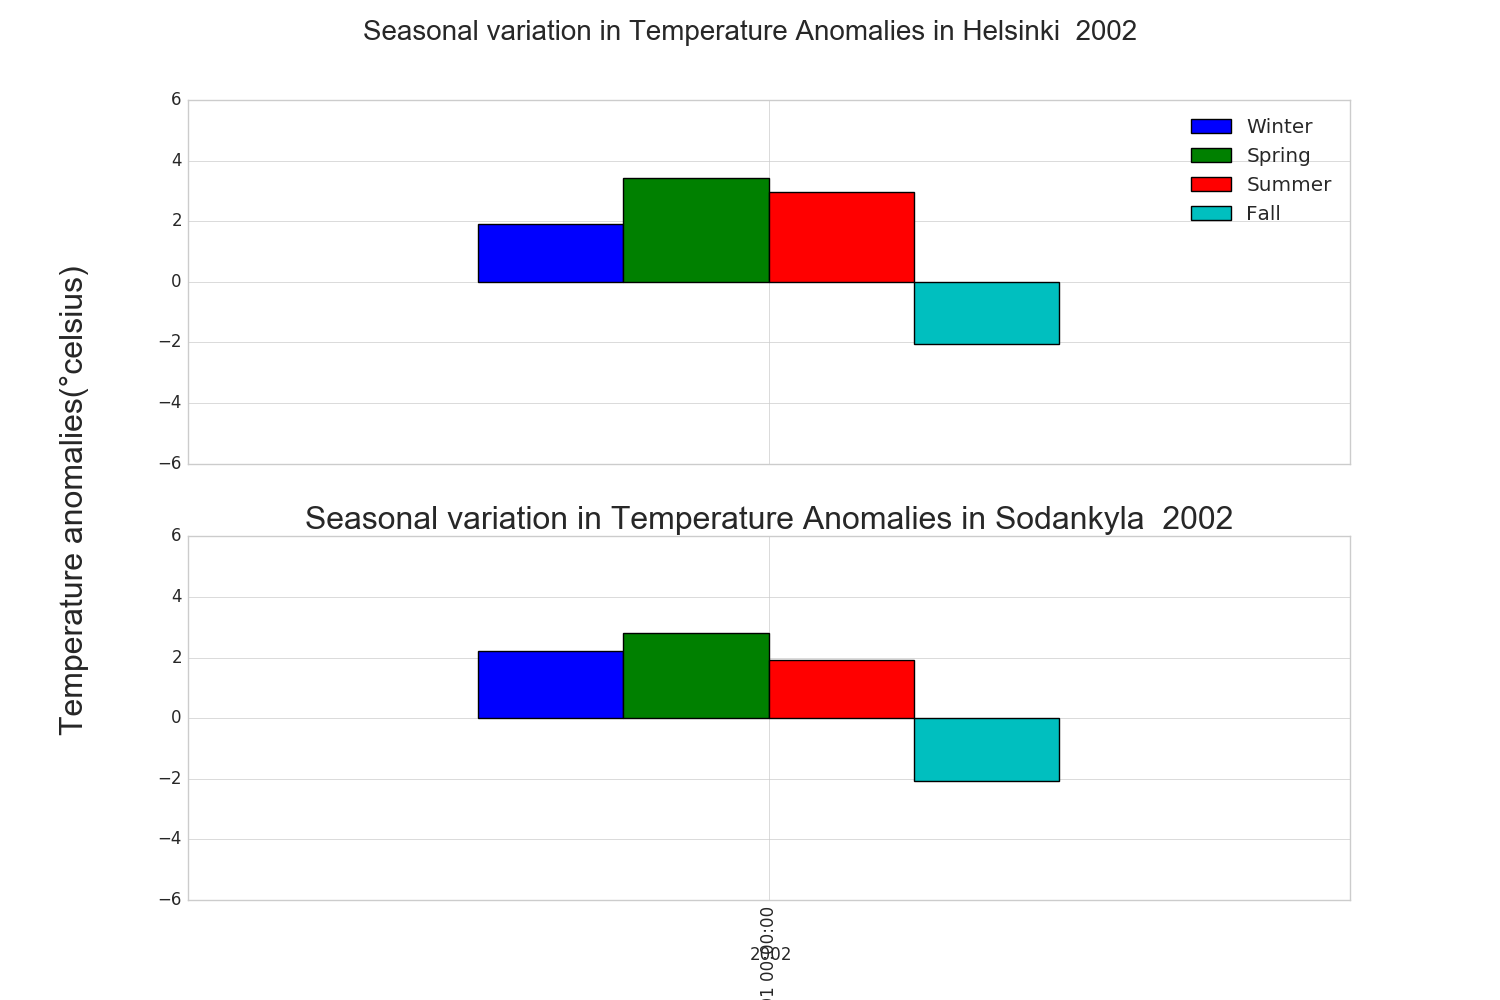 Seasonal variation in Temperature Anomalies in Helsinki  2002
6
4
2
0
−2
−4
−6
Winter
Spring
Summer
Fall
Temperature anomalies(°celsius)
Seasonal variation in Temperature Anomalies in Sodankyla  2002
6
4
2
0
−2
−4
−6
2002